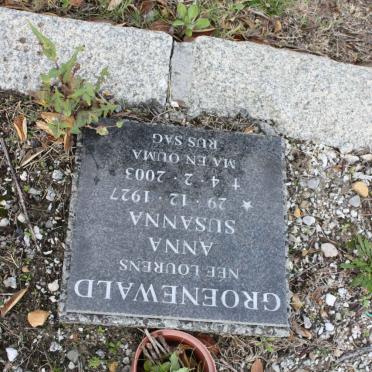 GROENEWALD
NEE LOURENS
ANNA
SUSANNA
★ 29 · 12 · 1927
✝ 4 · 2 · 2003
MA EN OUMA
RUS SAG